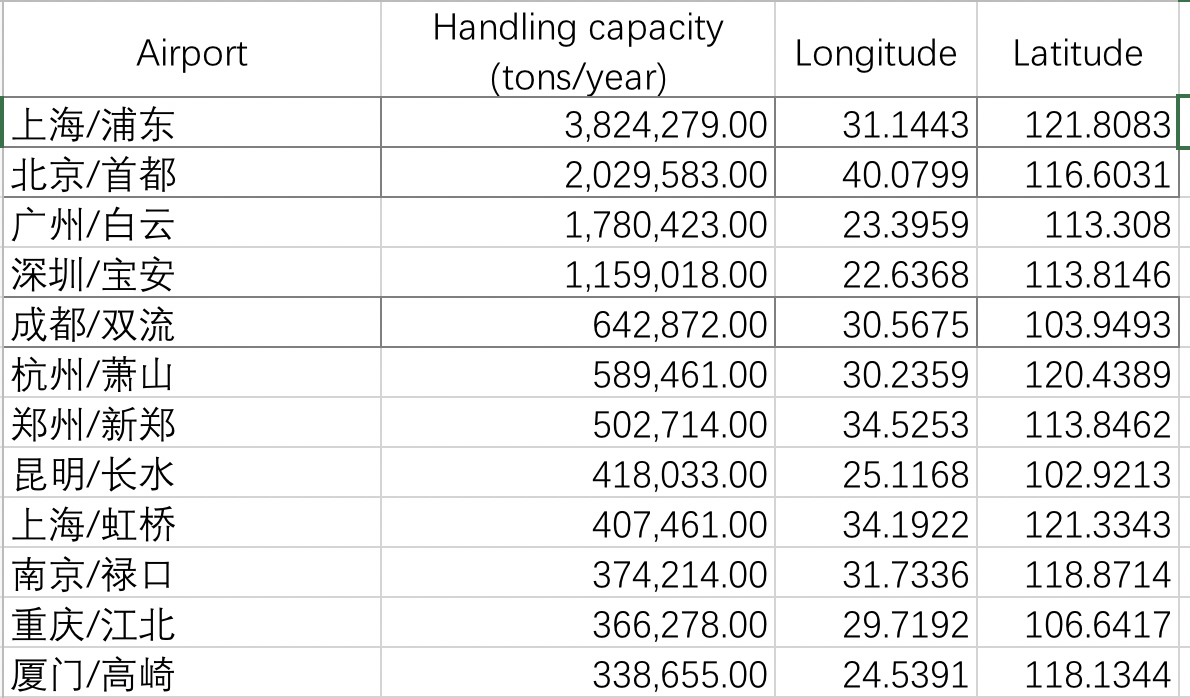 Airport Handling capacity (tons/year) Longitude Latitude
上海/浦东 3,824,279.00 31.1443 121.8083
北京/首都 2,029,583.00 40.0799 116.6031
广州/白云 1,780,423.00 23.3959 113.308
深圳/宝安 1,159,018.00 22.6368 113.8146
成都/双流 642,872.00 30.5675 103.9493
杭州/萧山 589,461.00 30.2359 120.4389
郑州/新郑 502,714.00 34.5253 113.8462
昆明/长水 418,033.00 25.1168 102.9213
上海/虹桥 407,461.00 34.1922 121.3343
南京/禄口 374,214.00 31.7336 118.8714
重庆/江北 366,278.00 29.7192 106.6417
厦门/高崎 338,655.00 24.5391 118.1344